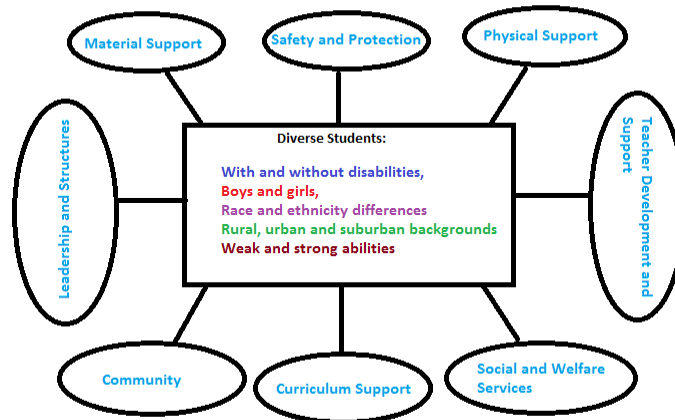 Material Support
Safety and Protection
Physical Support
Leadership and Structures
Diverse Students:
With and without disabilities,
Boys and girls,
Race and ethnicity differences
Rural, urban and suburban backgrounds
Weak and strong abilities
Teacher Development and
Support
Community
Curriculum Support
Social and Welfare
Services